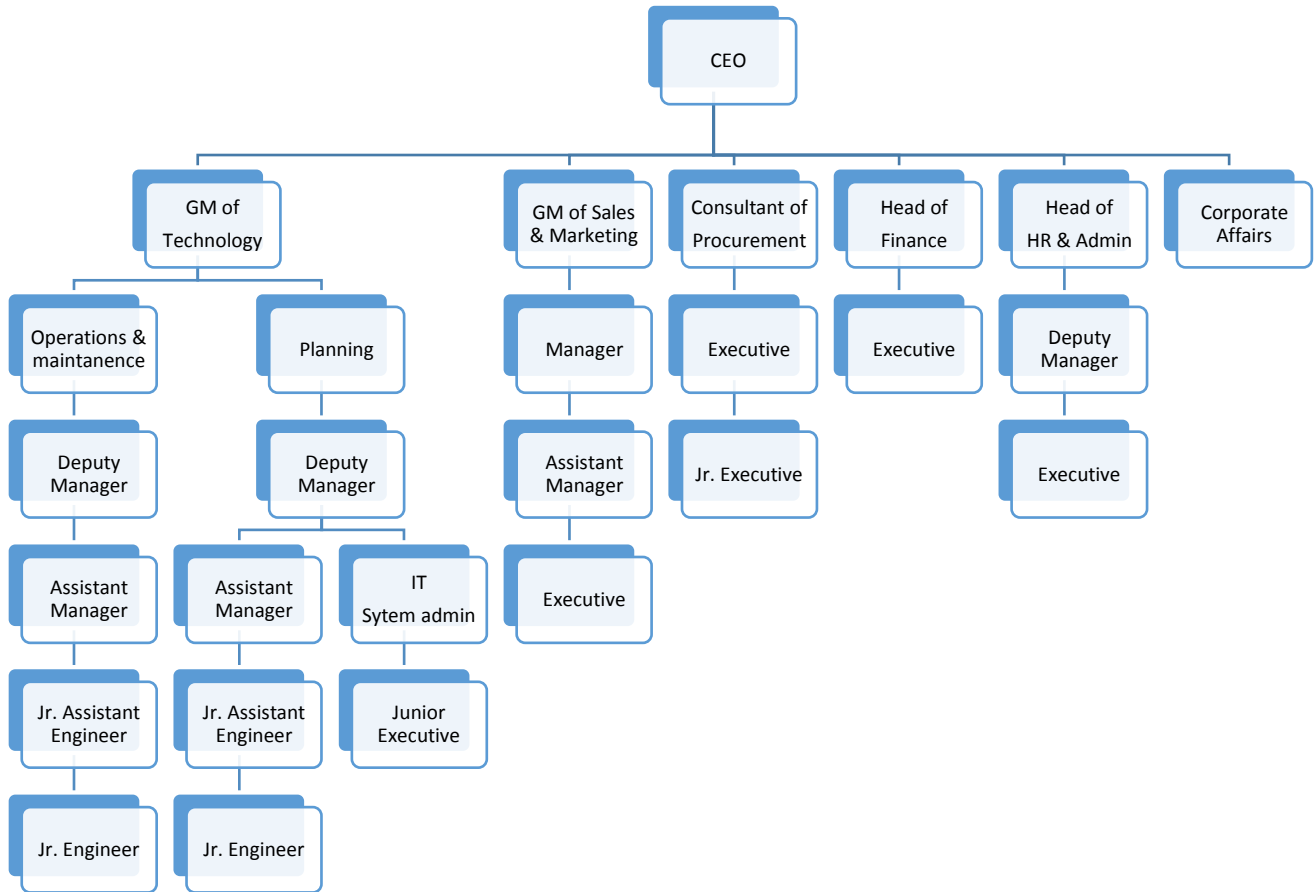 CEO
GM of
Technology
GM of Sales
& Marketing
Consultant of
Procurement
Head of
Finance
Head of
HR & Admin
Corporate
Affairs
Operations &
maintanence
Planning
Manager
Executive
Executive
Deputy
Manager
Deputy
Manager
Deputy
Manager
Assistant
Manager
Jr. Executive
Executive
Assistant
Manager
Assistant
Manager
IT
Sytem admin
Executive
Jr. Assistant
Engineer
Jr. Assistant
Engineer
Junior
Executive
Jr. Engineer
Jr. Engineer